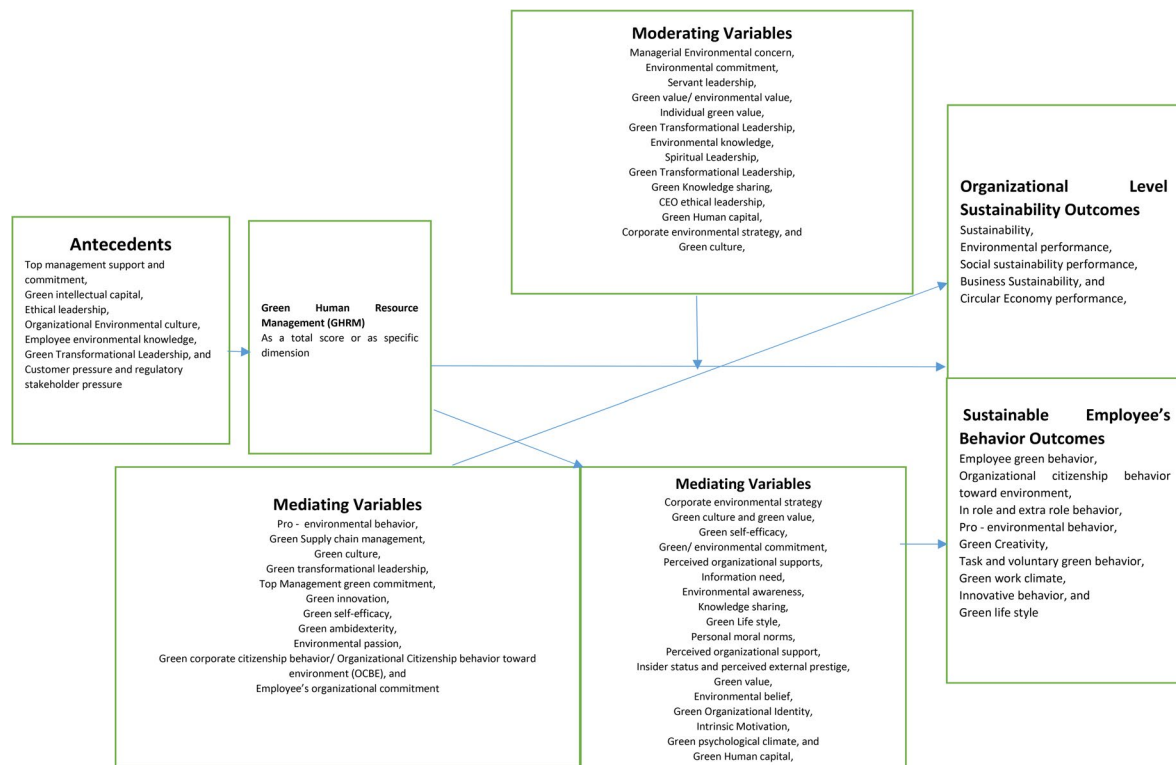 Moderating Variables
Managerial Environmental concern,
Environmental commitment,
Servant leadership,
Green value/ environmental value,
Individual green value,
Green Transformational Leadership,
Environmental knowledge,
Spiritual Leadership,
Green Transformational Leadership,
Green Knowledge sharing,
CEO ethical leadership,
Green Human capital,
Corporate environmental strategy, and
Green culture,
Antecedents
Top management support and
commitment,
Green intellectual capital,
Ethical leadership,
Organizational Environmental culture,
Employee environmental knowledge,
Green Transformational Leadership, and
Customer pressure and regulatory
stakeholder pressure
Green Human Resource
Management (GHRM)
As a total score or as specific
dimension
Organizational Level
Sustainability Outcomes
Sustainability,
Environmental performance,
Social sustainability performance,
Business Sustainability, and
Circular Economy performance,
Mediating Variables
Pro - environmental behavior,
Green Supply chain management,
Green culture,
Green transformational leadership,
Top Management green commitment,
Green innovation,
Green self-efficacy,
Green ambidexterity,
Environmental passion,
Green corporate citizenship behavior/ Organizational Citizenship behavior toward
environment (OCBE), and
Employee's organizational commitment
Mediating Variables
Corporate environmental strategy
Green culture and green value,
Green self-efficacy,
Green/ environmental commitment,
Perceived organizational supports,
Information need,
Environmental awareness,
Knowledge sharing,
Green Life style,
Personal moral norms,
Perceived organizational support,
Insider status and perceived external prestige,
Green value,
Environmental belief,
Green Organizational Identity,
Intrinsic Motivation,
Green psychological climate, and
Green Human capital,
Sustainable Employee's
Behavior Outcomes
Employee green behavior,
Organizational citizenship behavior
toward environment,
In role and extra role behavior,
Pro - environmental behavior,
Green Creativity,
Task and voluntary green behavior,
Green work climate,
Innovative behavior, and
Green life style